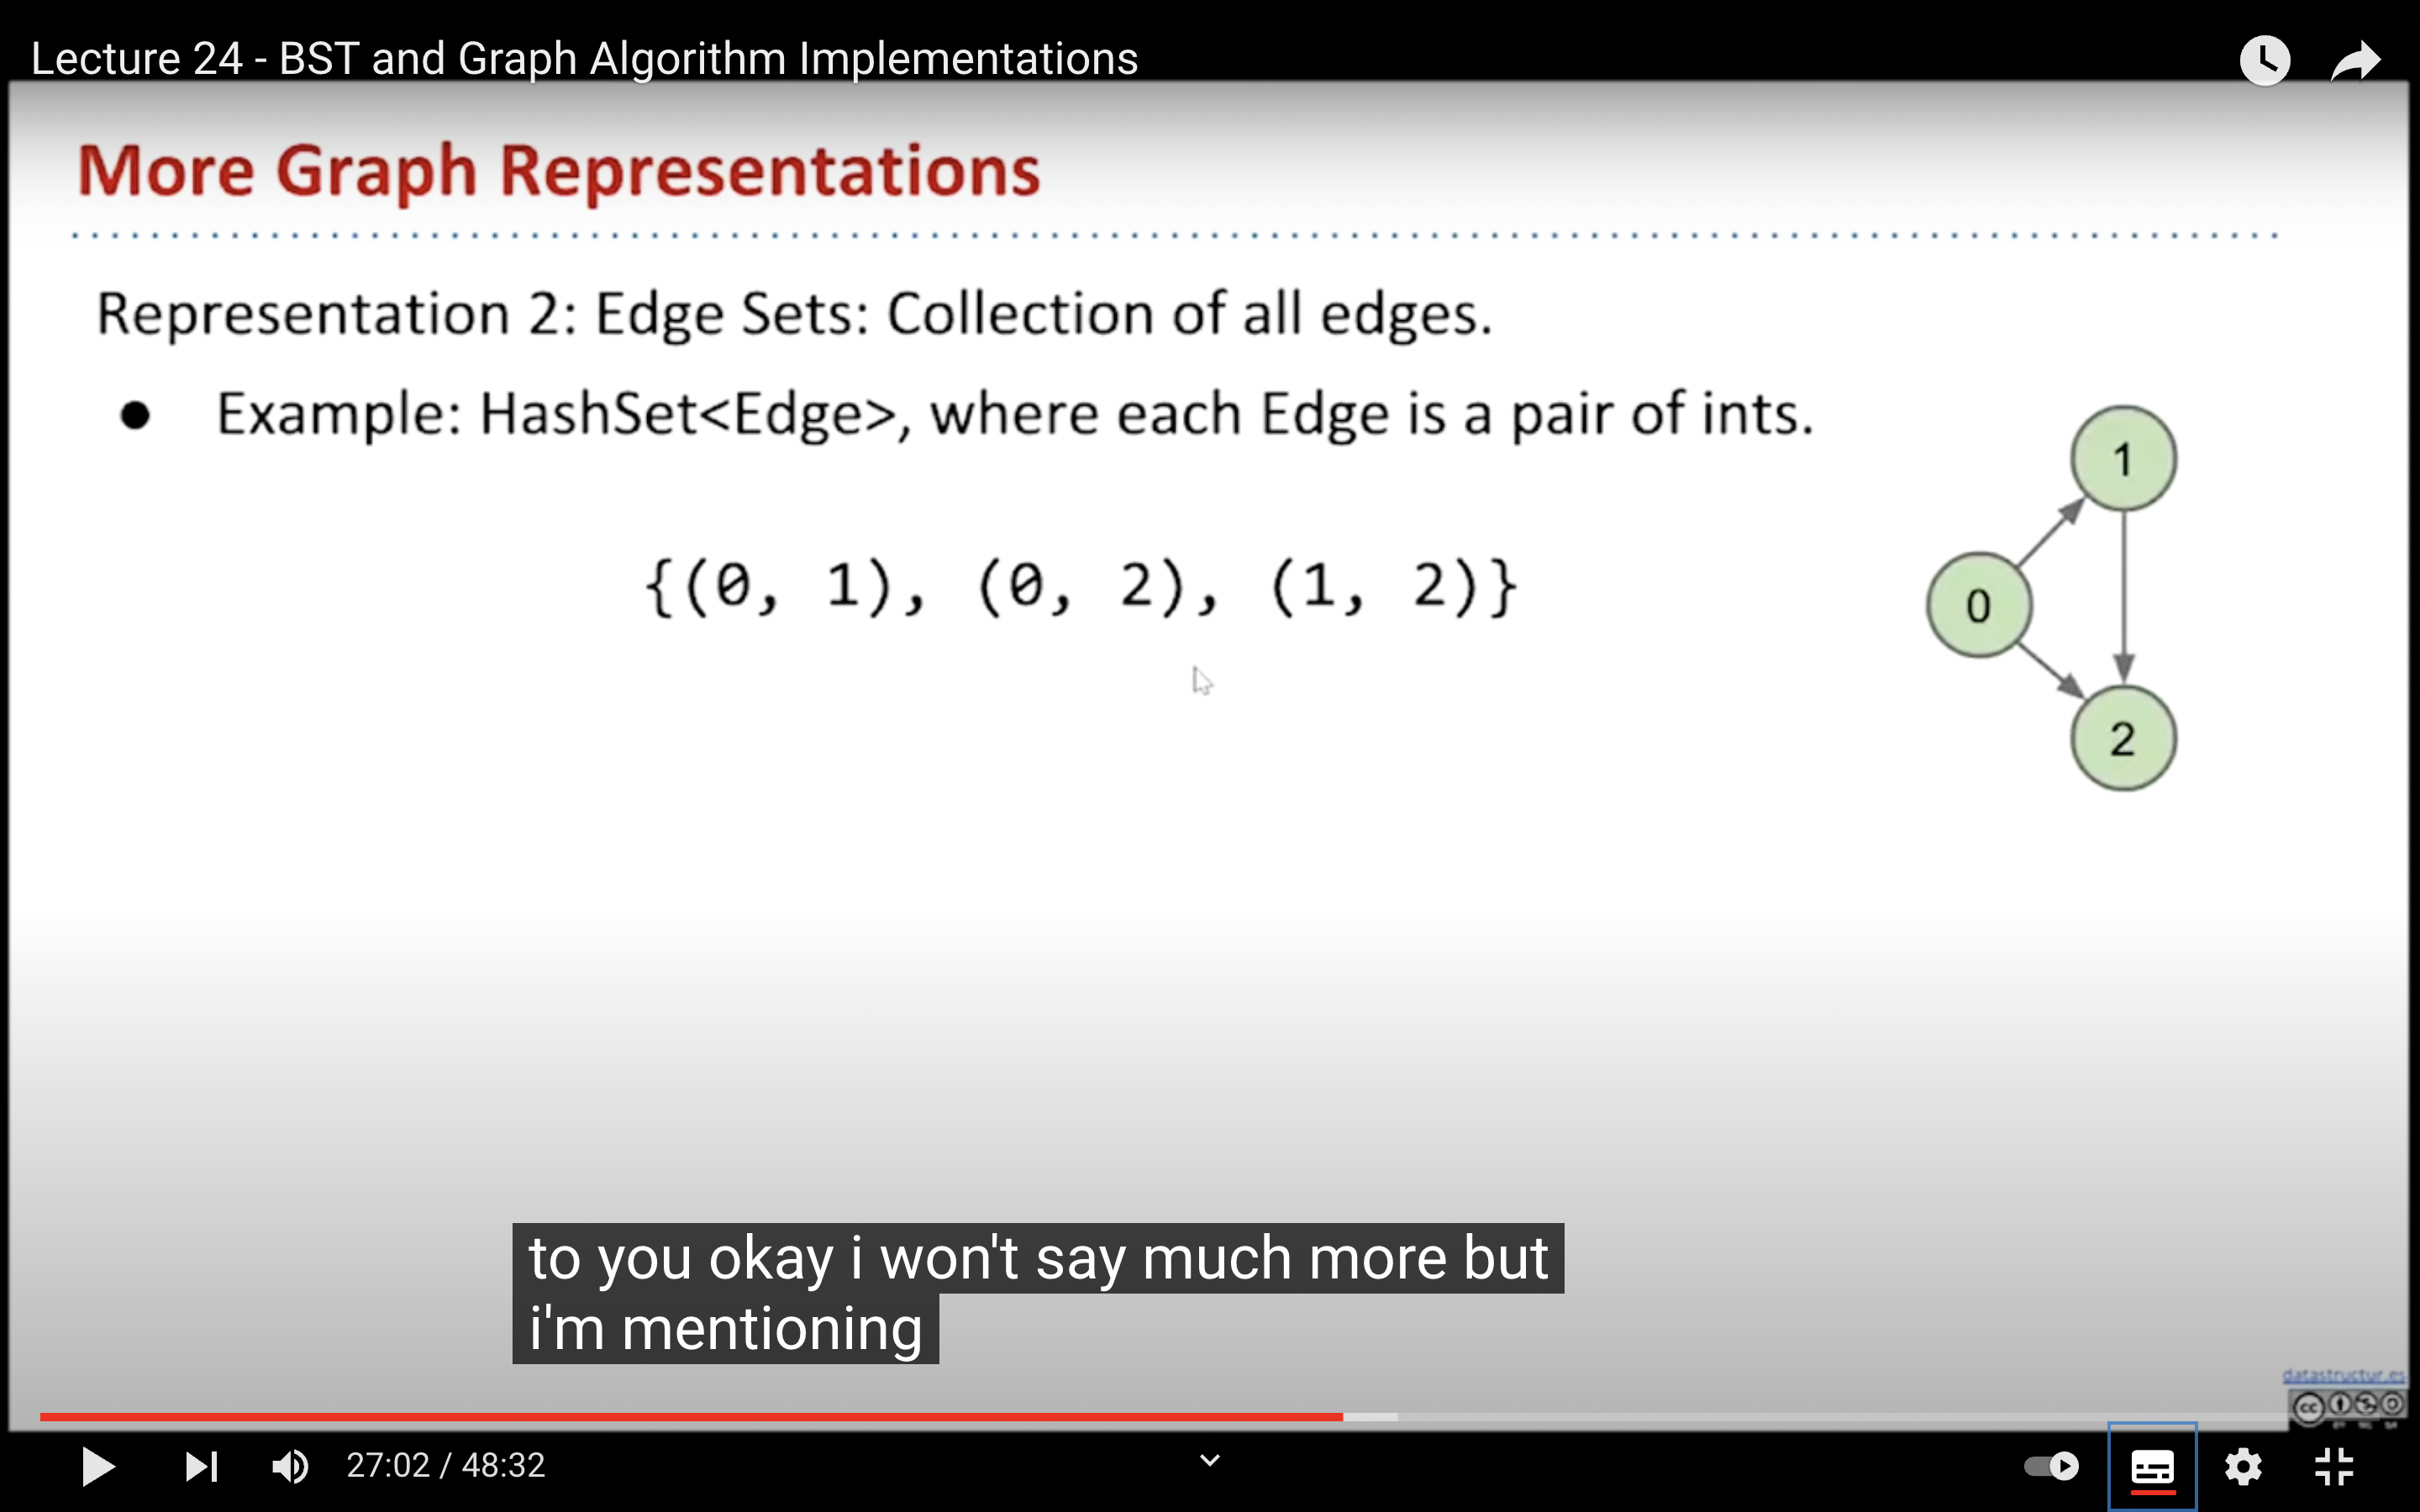 Lecture 24 - BST and Graph Algorithm Implementations
More Graph Representations
Representation 2: Edge Sets: Collection of all edges.
● Example: HashSet<Edge>, where each Edge is a pair of ints.
{(0, 1), (0, 2), (1, 2)}
1
0
2
to you okay i won't say much more but
i'm mentioning
datastructur.es
cc
27:02 / 48:32